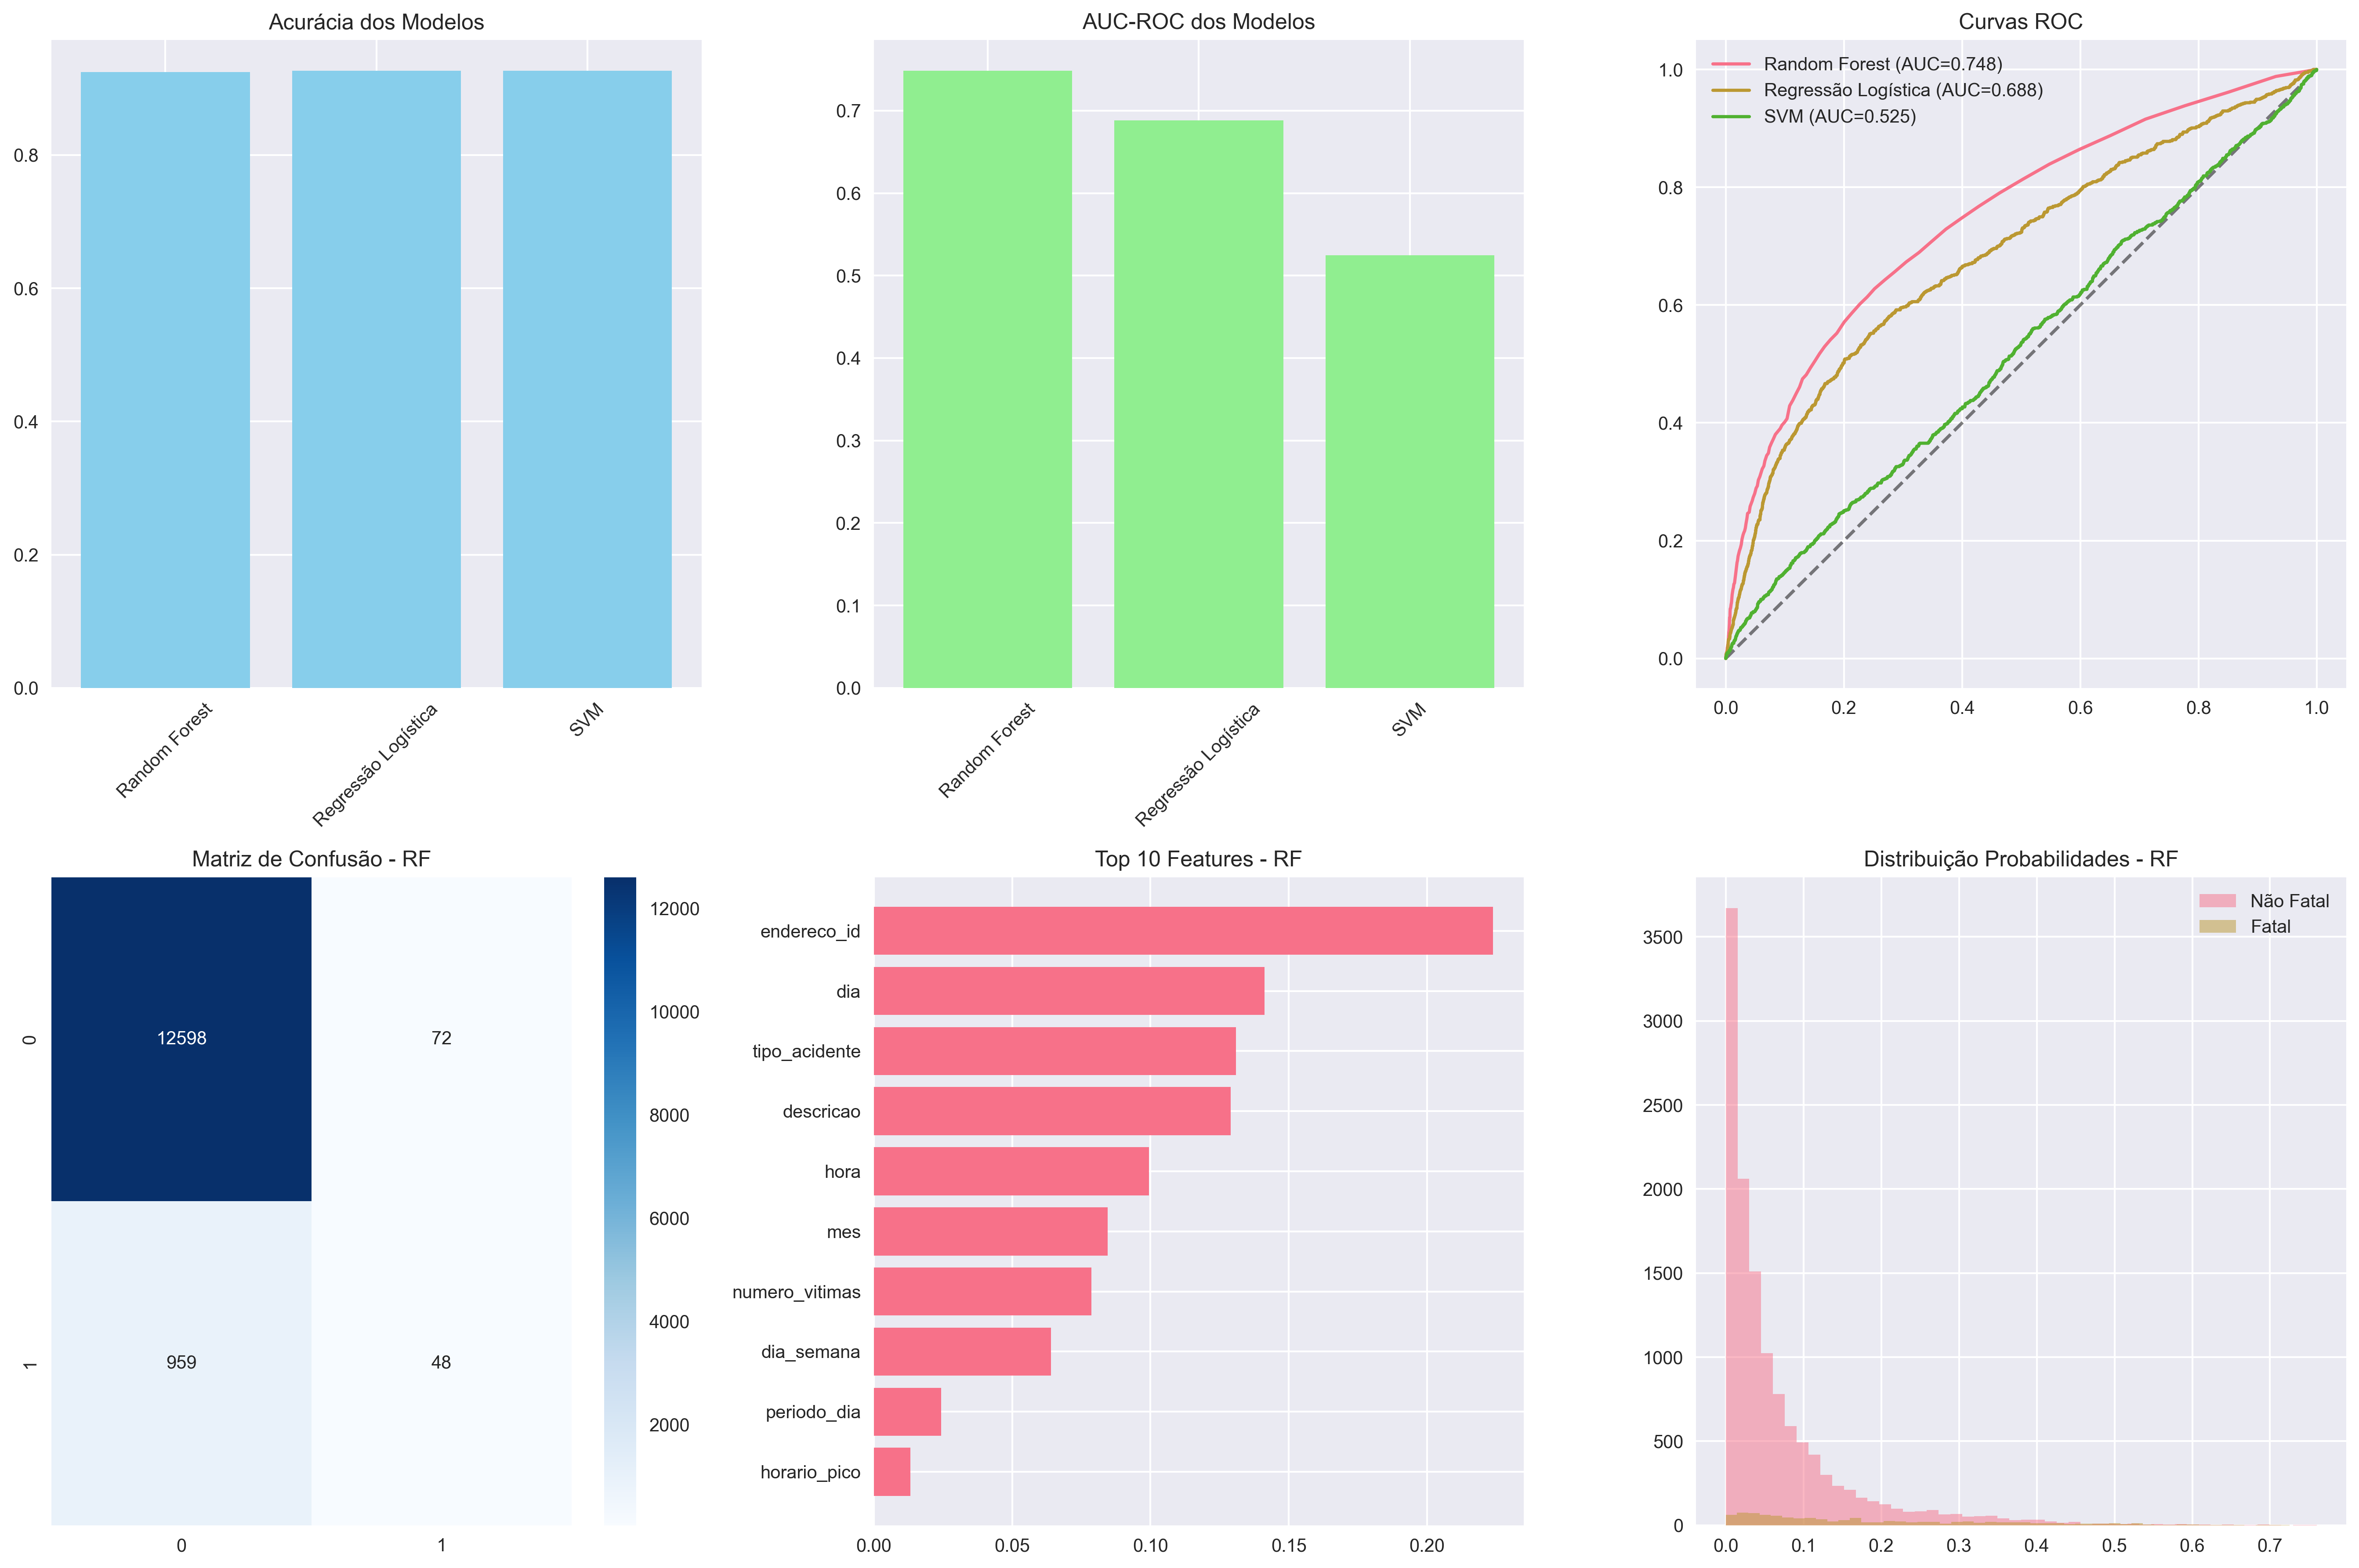 Acurácia dos Modelos
0.8
0.6
0.4
0.2
0.0
Random Forest
Regressão Logística
SVM
AUC-ROC dos Modelos
0.7
0.6
0.5
0.4
0.3
0.2
0.1
0.0
Random Forest
Regressão Logística
SVM
Curvas ROC
Random Forest (AUC=0.748)
Regressão Logística (AUC=0.688)
SVM (AUC=0.525)
1.0
0.8
0.6
0.4
0.2
0.0
0.0 0.2 0.4 0.6 0.8 1.0
Matriz de Confusão - RF
0
12598 72
1
959 48
0 1
12000
10000
8000
6000
4000
2000
Top 10 Features - RF
endereco_id
dia
tipo_acidente
descricao
hora
mes
numero_vitimas
dia_semana
periodo_dia
horario_pico
0.00 0.05 0.10 0.15 0.20
Distribuição Probabilidades - RF
Não Fatal
Fatal
3500
3000
2500
2000
1500
1000
500
0
0.0 0.1 0.2 0.3 0.4 0.5 0.6 0.7